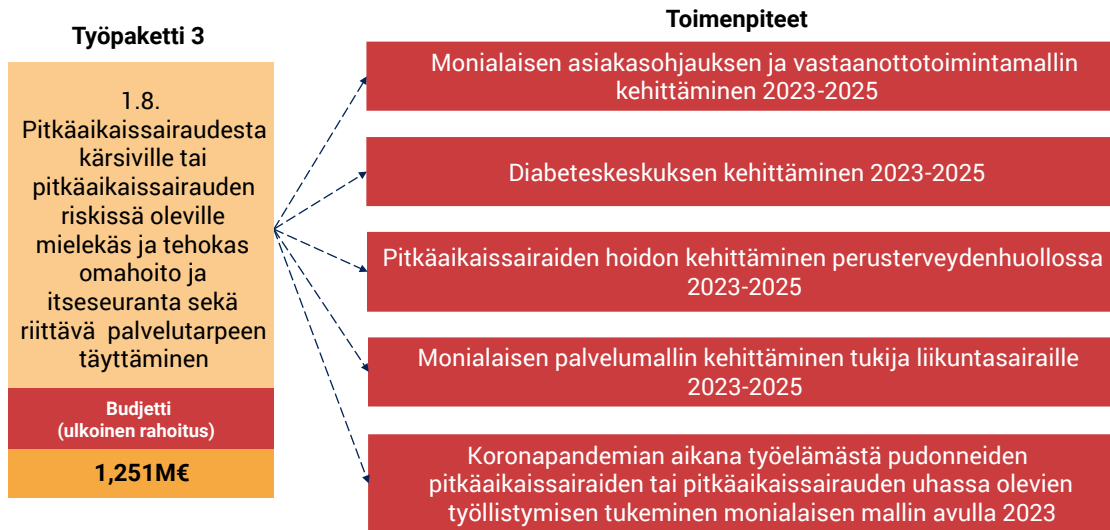 Työpaketti 3
1.8.
Pitkäaikaissairaudesta
kärsiville tai
pitkäaikaissairauden
riskissä oleville
mielekäs ja tehokas
omahoito ja
itseseuranta sekä
riittävä palvelutarpeen
täyttäminen
Budjetti
(ulkoinen rahoitus)
1,251M€
Toimenpiteet
Monialaisen asiakasohjauksen ja vastaanottotoimintamallin
kehittäminen 2023-2025
Diabeteskeskuksen kehittäminen 2023-2025
Pitkäaikaissairaiden hoidon kehittäminen perusterveydenhuollossa
2023-2025
Monialaisen palvelumallin kehittäminen tukija liikuntasairaille
2023-2025
Koronapandemian aikana työelämästä pudonneiden
pitkäaikaissairaiden tai pitkäaikaissairauden uhassa olevien
työllistymisen tukeminen monialaisen mallin avulla 2023